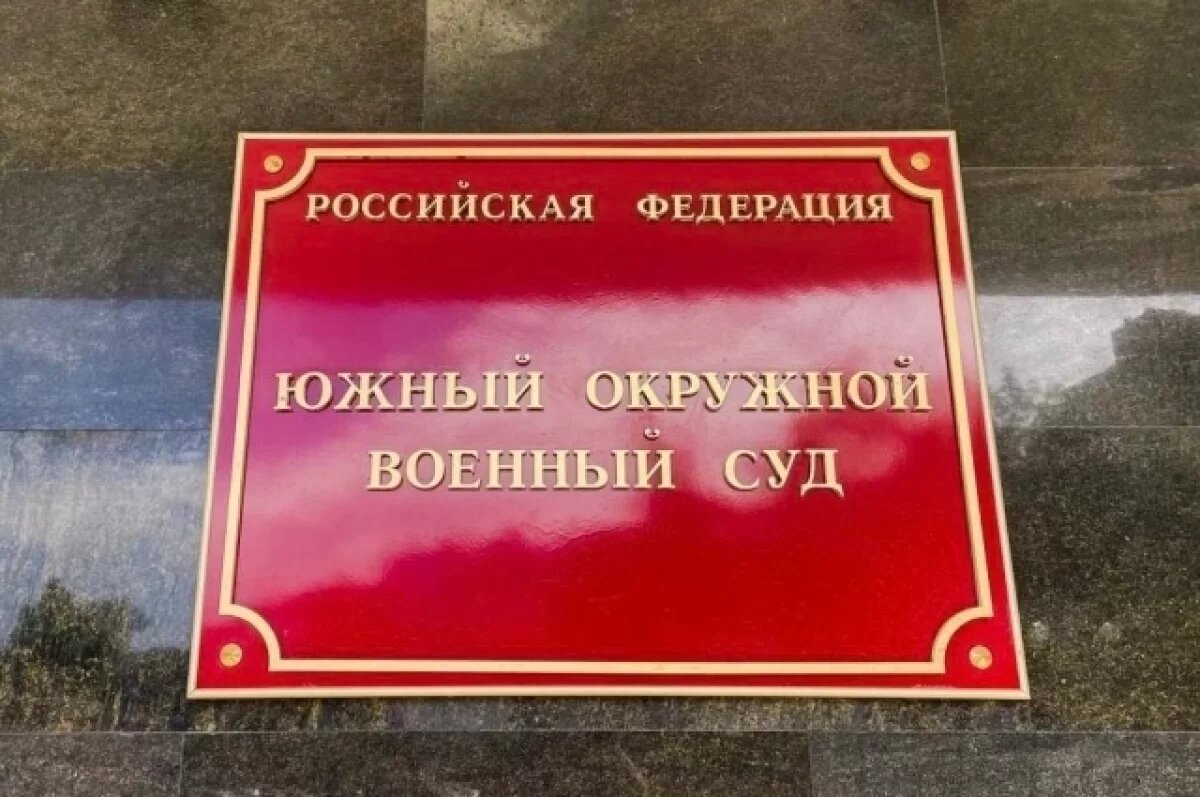 РОССИЙСКАЯ ФЕДЕРАЦИЯ
ЮЖНЫЙ ОКРУЖНОЙ
ВОЕННЫЙ СУД